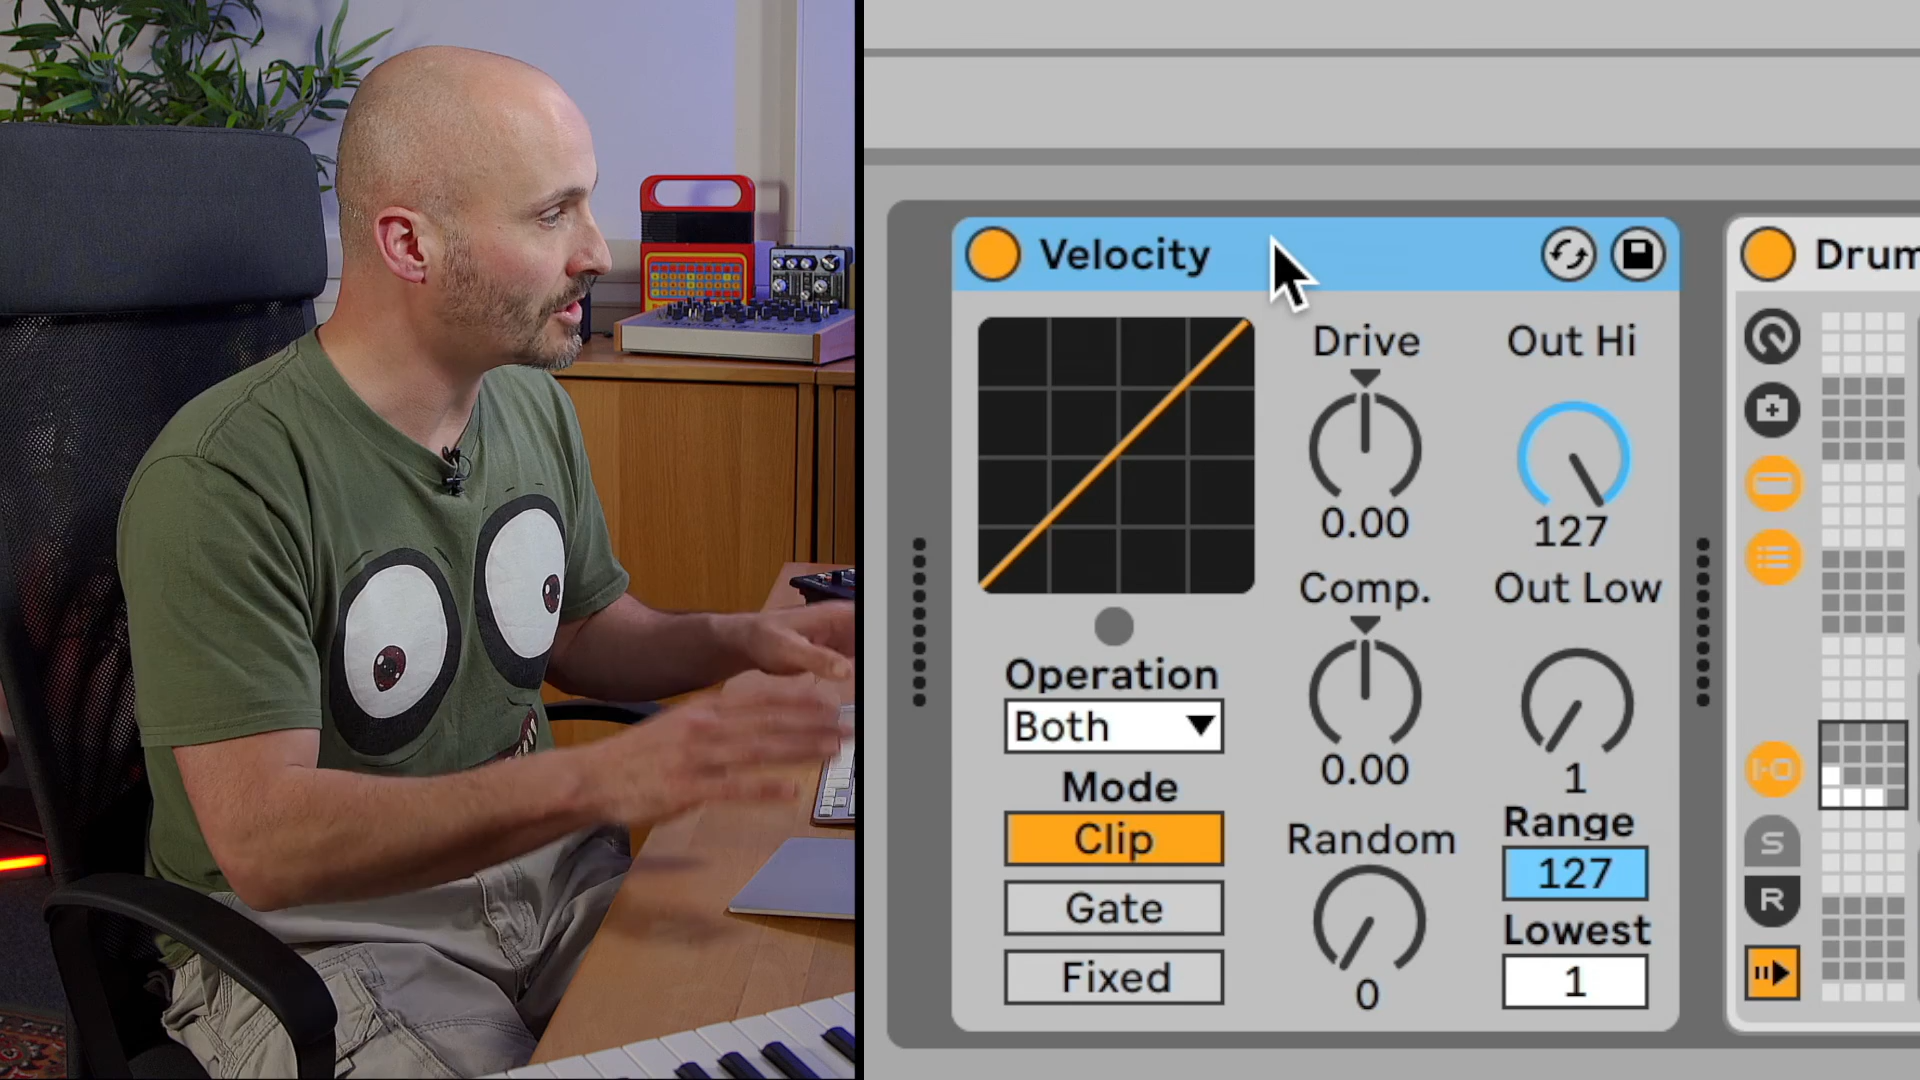 Velocity
Drum
Drive
Out Hi
0.00
127
Comp.
Out Low
Operation
Both
0.00
1
Mode
Range
Clip
Random
127
S
Gate
Lowest
R
Fixed
0
1